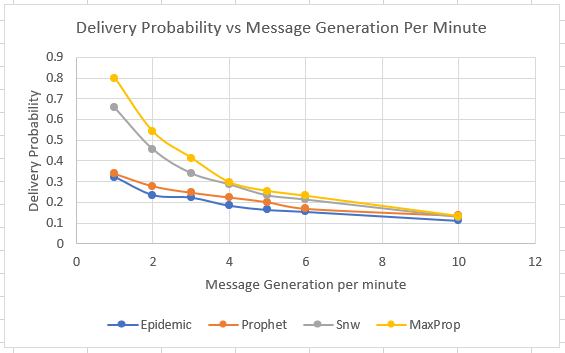 Delivery Probability vs Message Generation Per Minute
0.9
0.8
0.7
0.6
0.5
0.4
0.3
0.2
0.1
0
Delivery Probability
0 2 4 6 8 10 12
Message Generation per minute
Epidemic Prophet Snw MaxProp